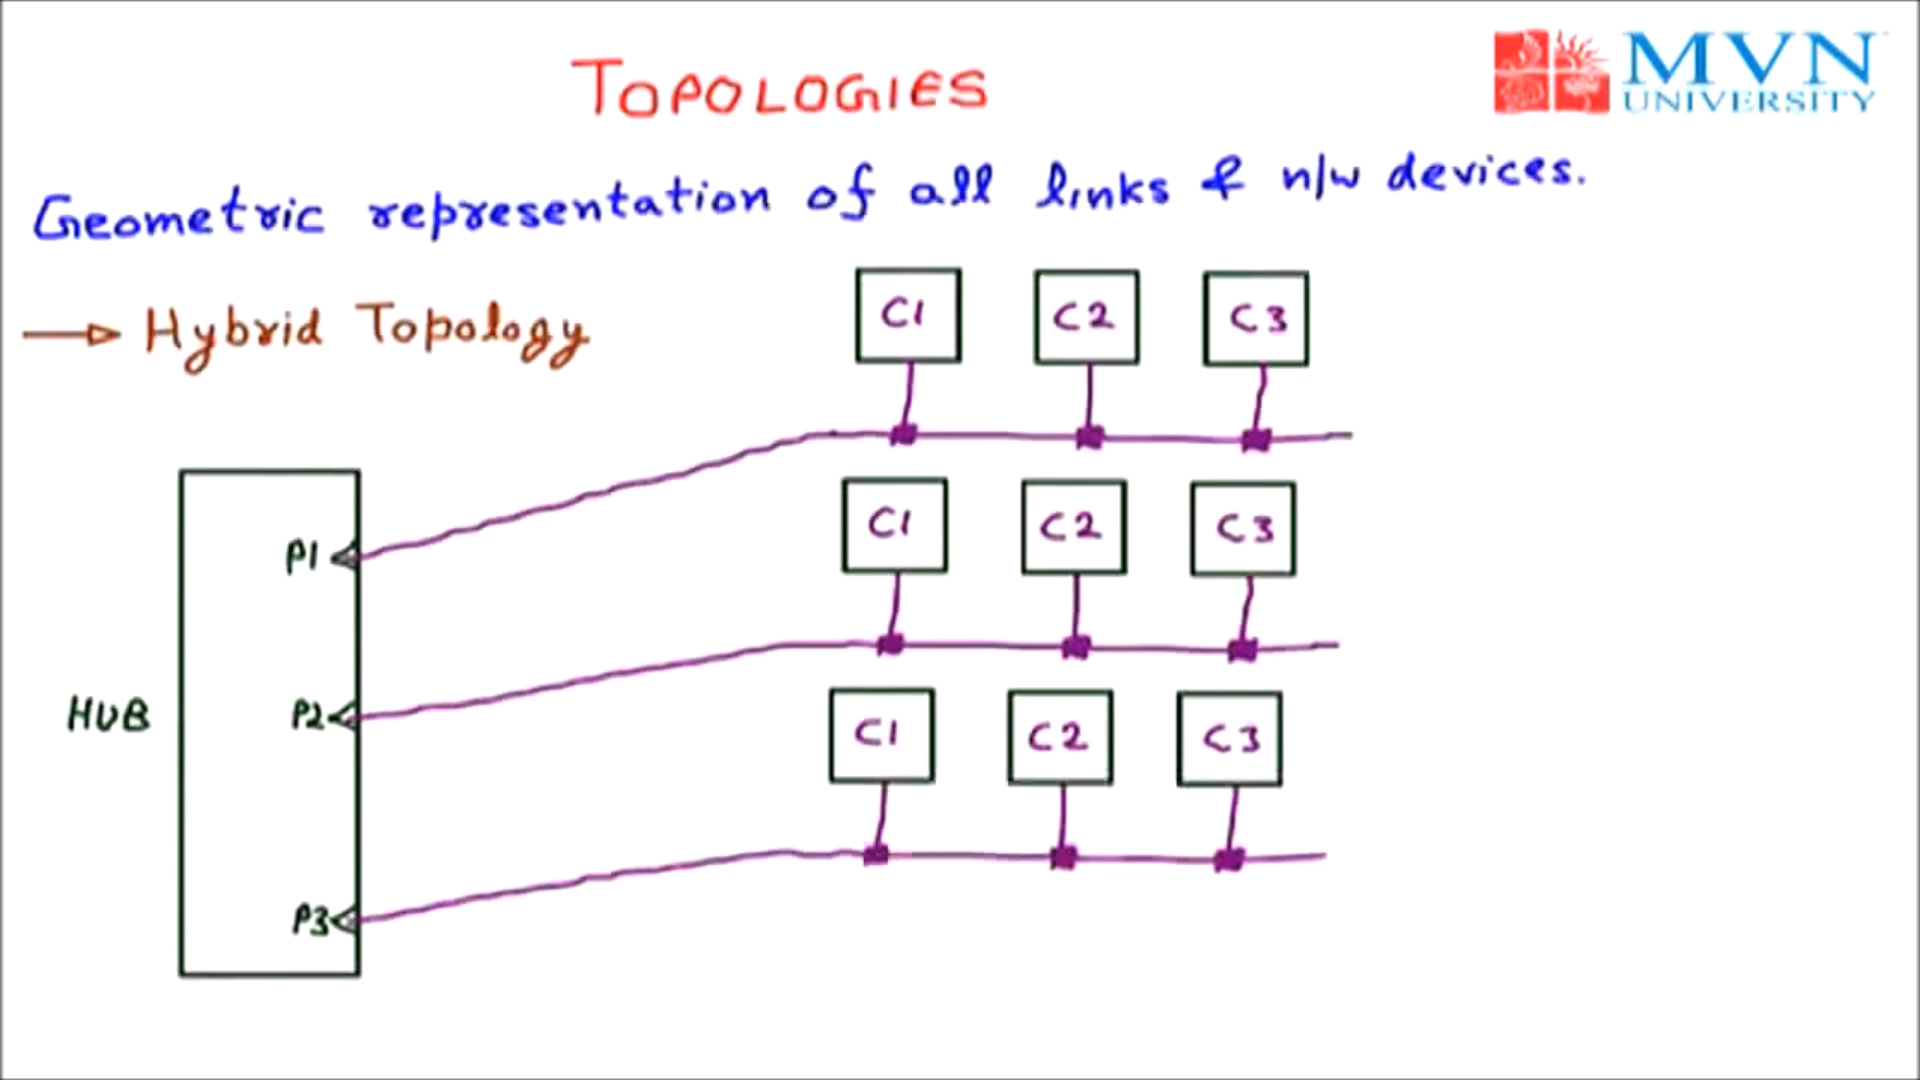 TOPOLOGIES
MVN
UNIVERSITY
Geometric representation of all links & n/w devices.
Hybrid Topology
C1 C2 C3
P1
C1 C2 C3
HUB
P2
C1 C2 C3
P3